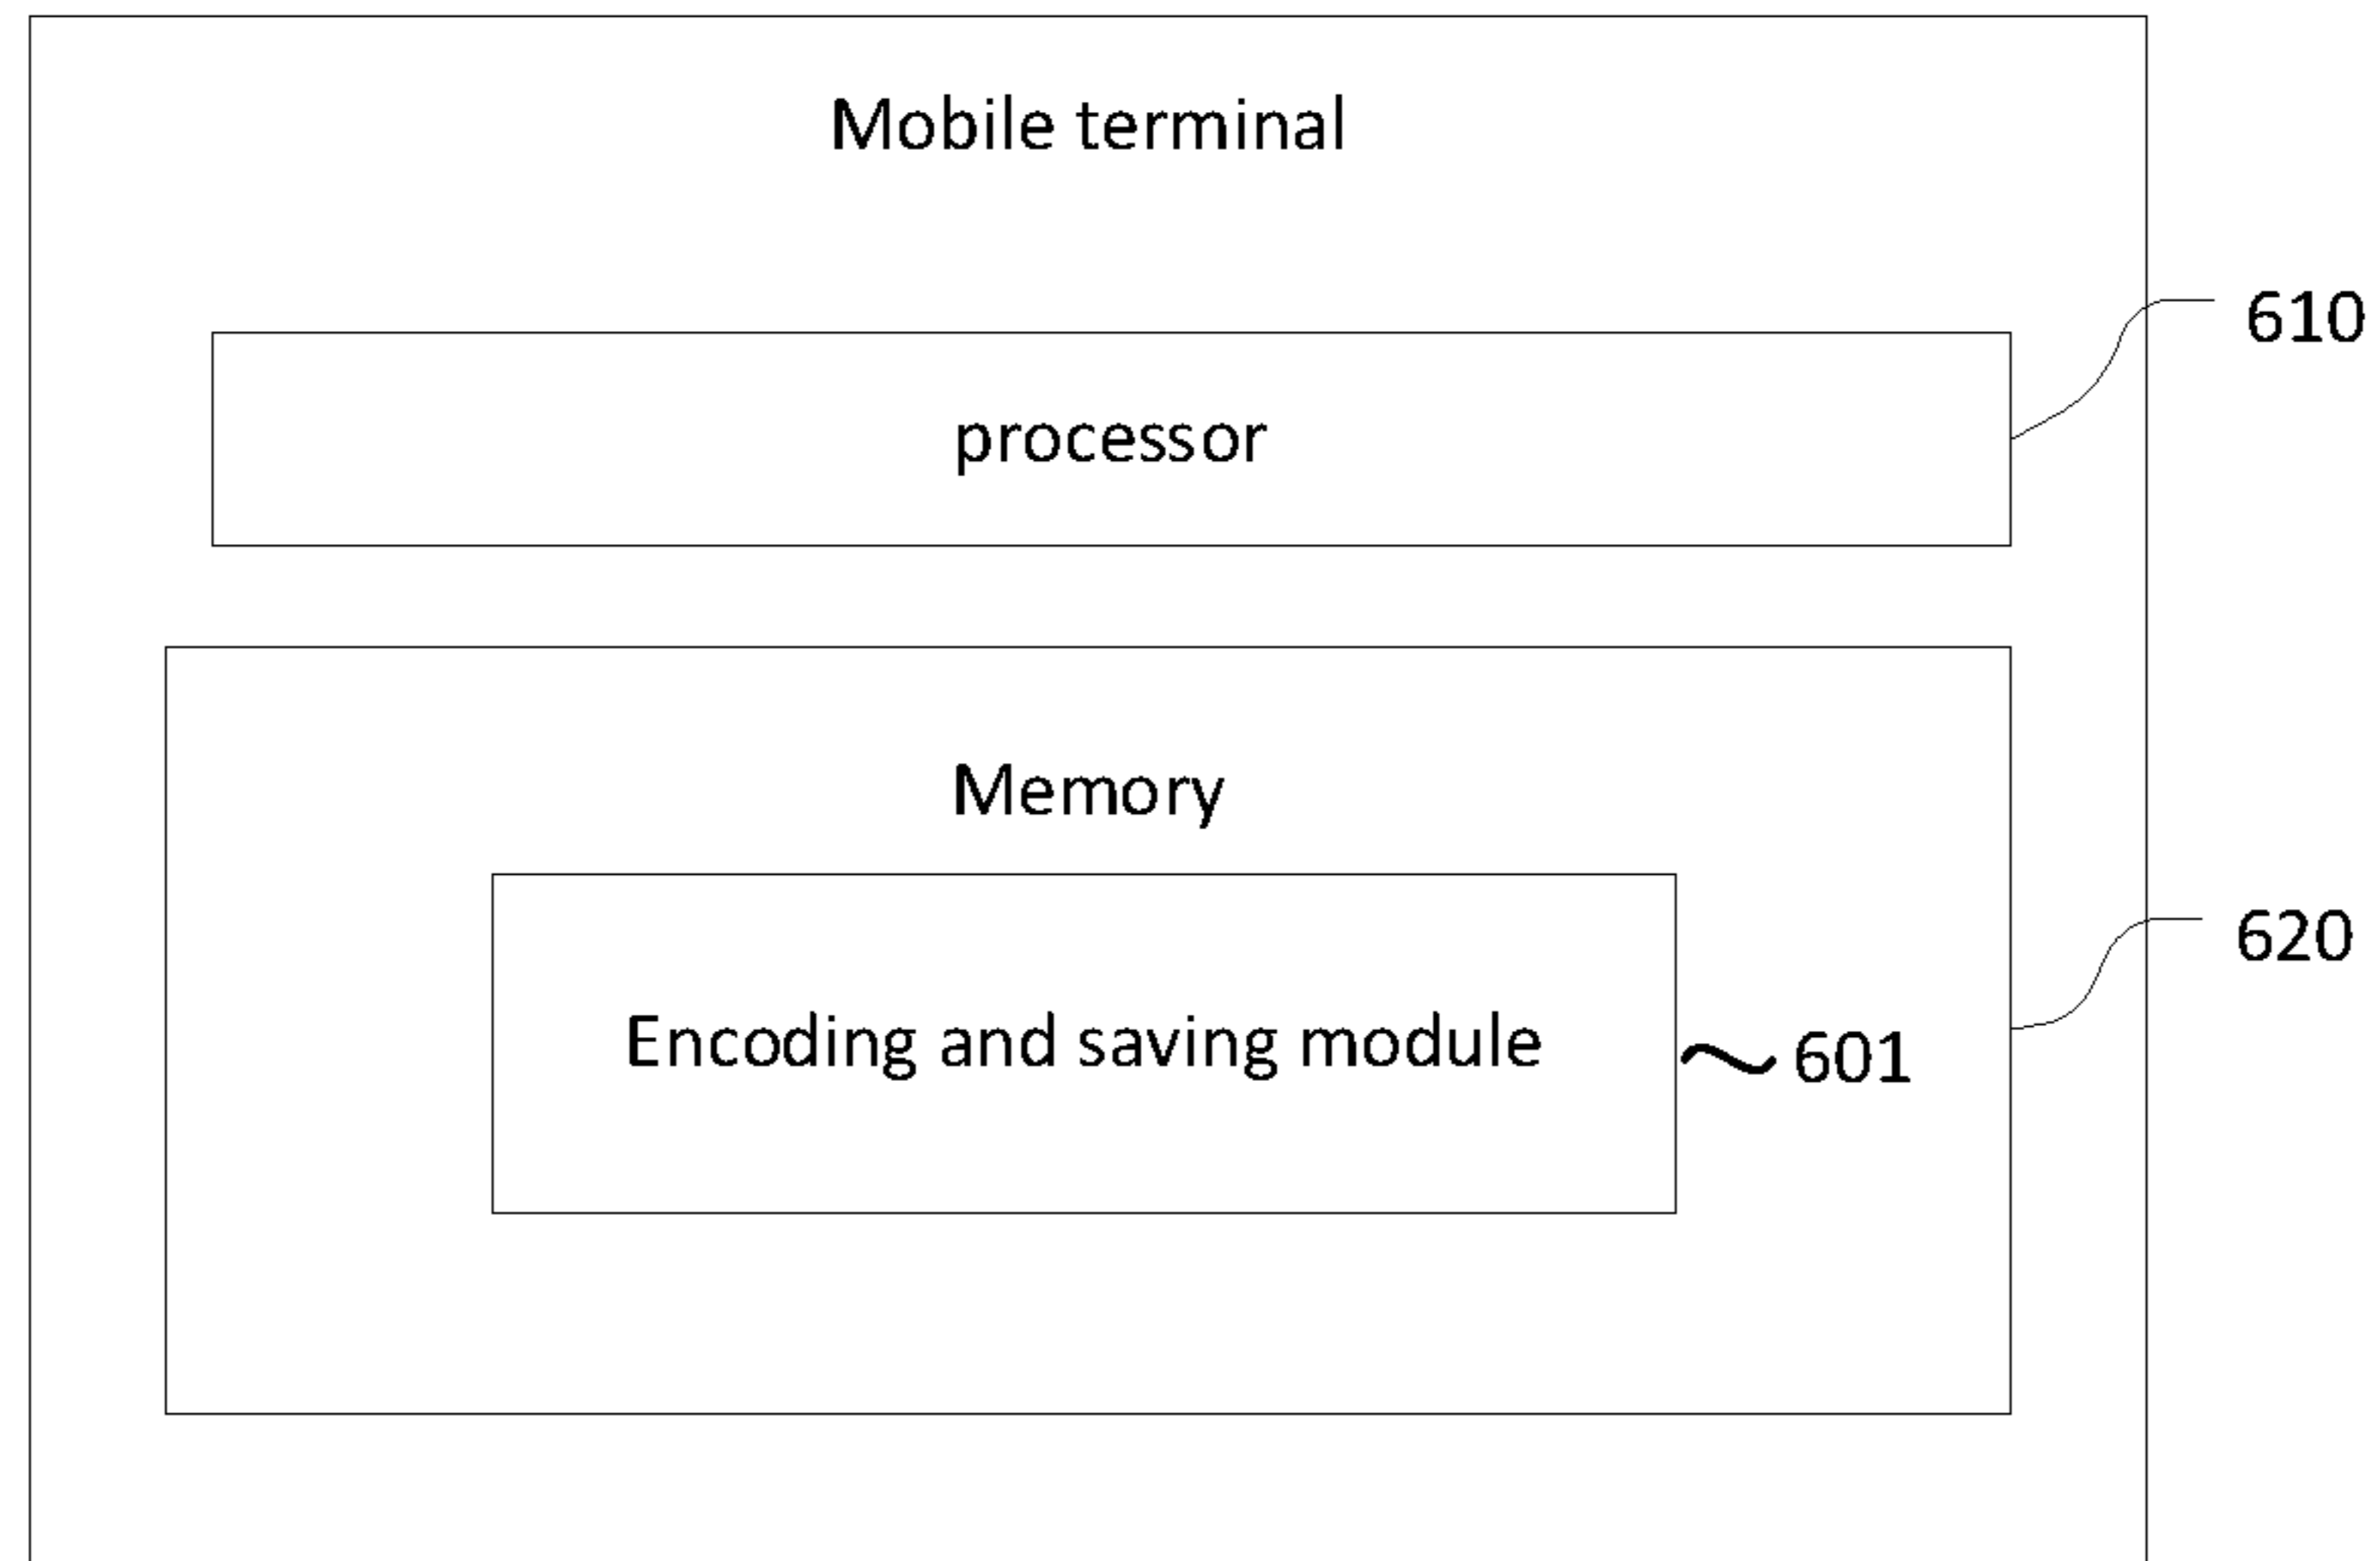 Mobile terminal
610
processor
Memory
620
Encoding and saving module
601